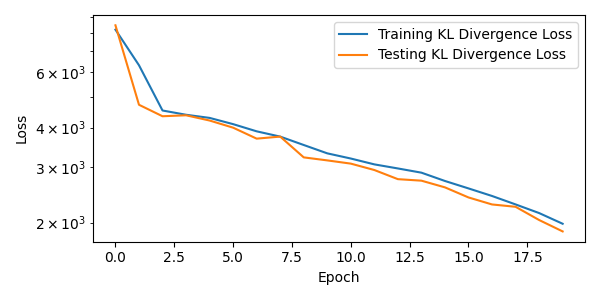 Training KL Divergence Loss
Testing KL Divergence Loss
6 × 10³
4 × 10³
3 × 10³
2 × 10³
Loss
0.0 2.5 5.0 7.5 10.0 12.5 15.0 17.5
Epoch